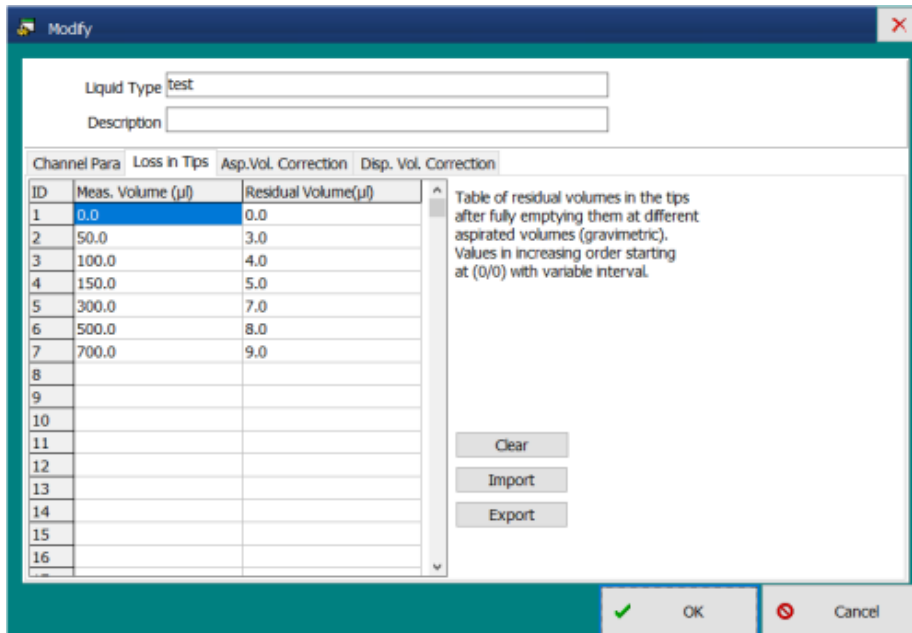 Modify
Liquid Type test
Description
Channel Para Loss in Tips Asp.Vol. Correction Disp. Vol. Correction
ID Meas. Volume (µl) Residual Volume(µl)
1 0.0 0.0
2 50.0 3.0
3 100.0 4.0
4 150.0 5.0
5 300.0 7.0
6 500.0 8.0
7 700.0 9.0
8
9
10
11
12
13
14
15
16
Table of residual volumes in the tips
after fully emptying them at different
aspirated volumes (gravimetric).
Values in increasing order starting
at (0/0) with variable interval.
Clear
Import
Export
OK Cancel